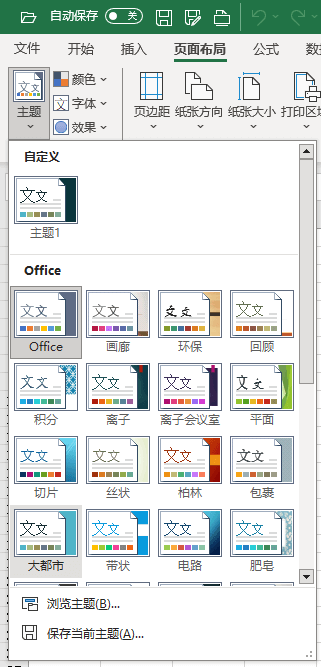 自动保存 关
文件 开始 插入 页面布局 公式
主题 颜色 字体 效果 页边距 纸张方向 纸张大小 打印区
自定义
文文
主题1
Office
文文 文文 文文 文文
Office 画廊 环保 回顾
文文 文文 文文 文文
积分 离子 离子会议室 平面
文文 文文 文文 文文
切片 丝状 柏林 包裹
文文 文文 文文 文文
大都市 带状 电路 肥皂
浏览主题(B)...
保存当前主题(A)...